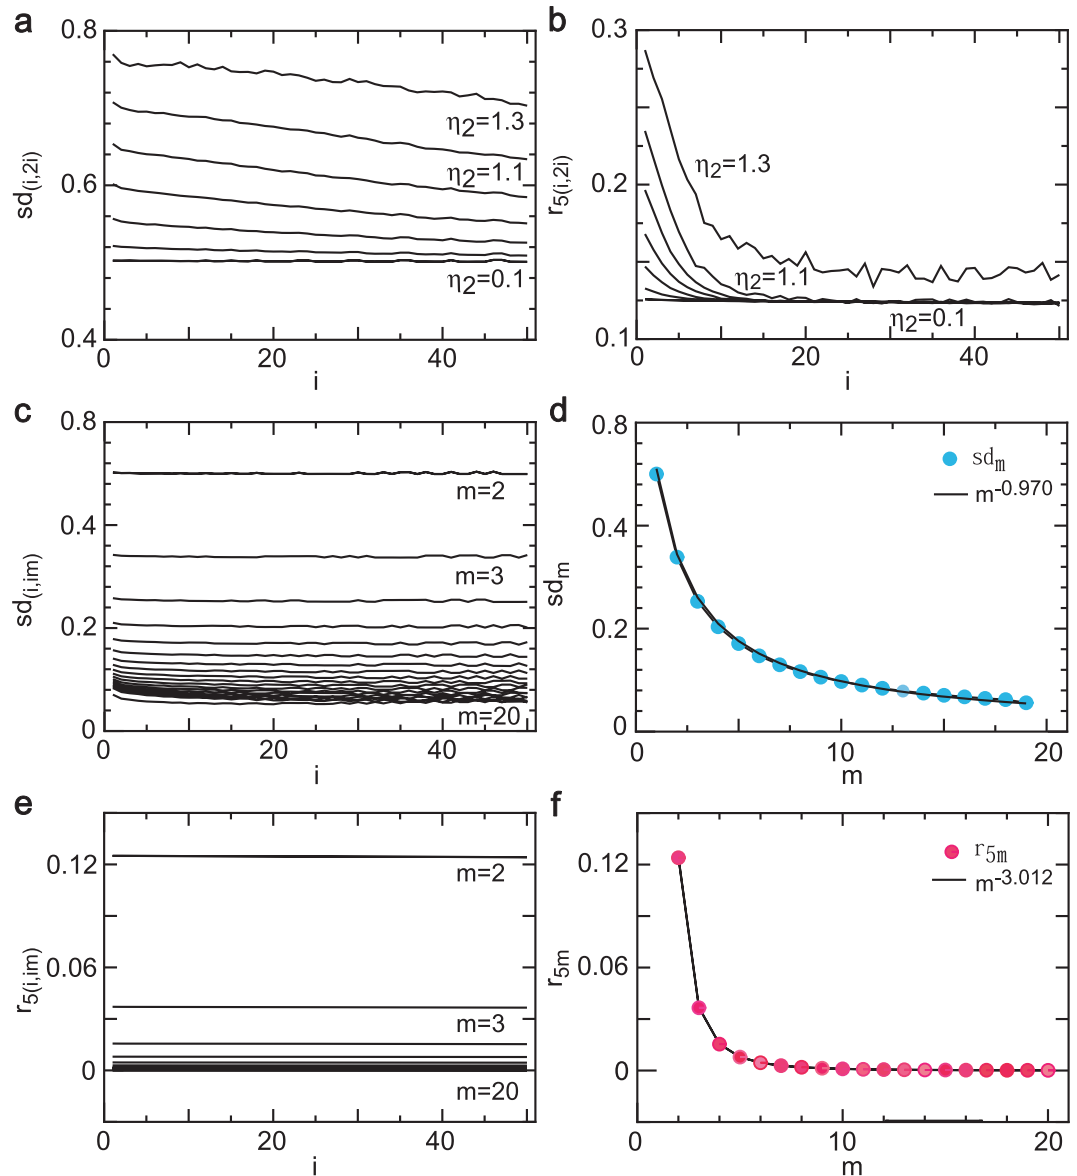 a
0.8
0.6
0.4
sd(i,2i)
η2=1.3
η2=1.1
η2=0.1
0
20
40
i
b
0.3
0.2
0.1
r5(i,2i)
η2=1.3
η2=1.1
η2=0.1
0
20
40
i
c
0.8
0.4
0.2
0
sd(i,im)
m=2
m=3
m=20
0
20
40
i
d
0.8
0.4
0.2
0
sdm
sdm
m-0.970
0
10
20
m
e
0.12
0.06
0
r5(i,im)
m=2
m=3
m=20
0
20
40
i
f
0.12
0.06
0
r5m
r5m
m-3.012
0
10
20
m